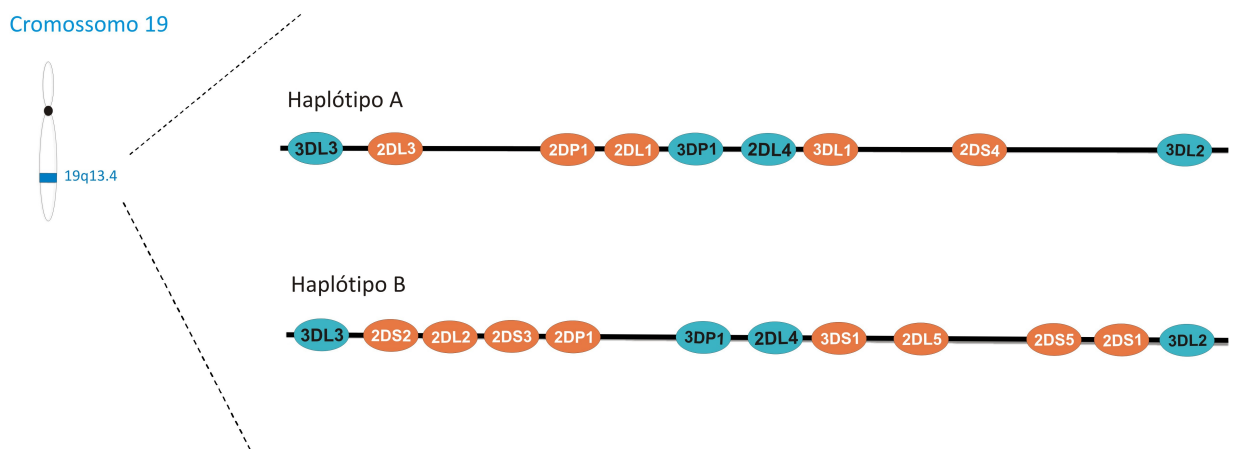 Cromossomo 19
19q13.4
Haplótipo A
3DL3 2DL3 2DP1 2DL1 3DP1 2DL4 3DL1 2DS4 3DL2
Haplótipo B
3DL3 2DS2 2DL2 2DS3 2DP1 3DP1 2DL4 3DS1 2DL5 2DS5 2DS1 3DL2